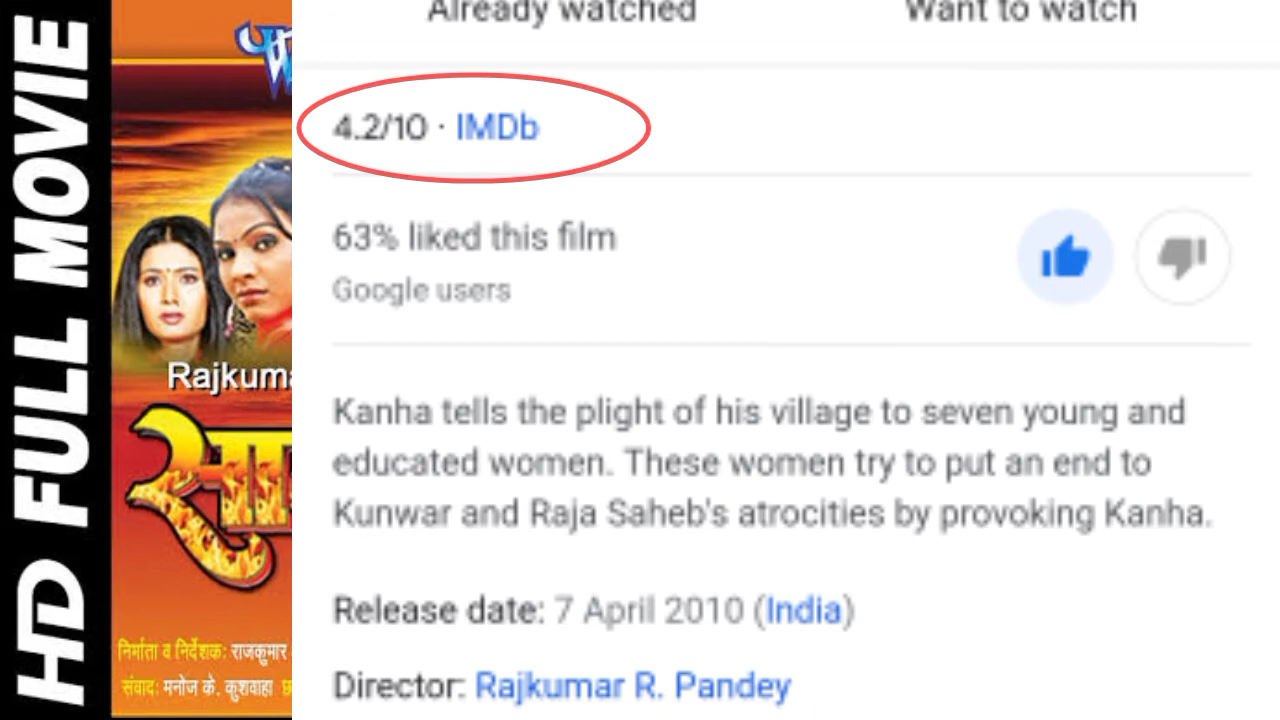 HD FULL MOVIE
Already watched
Want to watch
4.2/10 · IMDb
63% liked this film
Google users
Kanha tells the plight of his village to seven young and
educated women. These women try to put an end to
Kunwar and Raja Saheb's atrocities by provoking Kanha.
Release date: 7 April 2010 (India)
Director: Rajkumar R. Pandey
निर्माता व निर्देशक: राजकुमार
संवाद: मनोज के. कुशवाहा